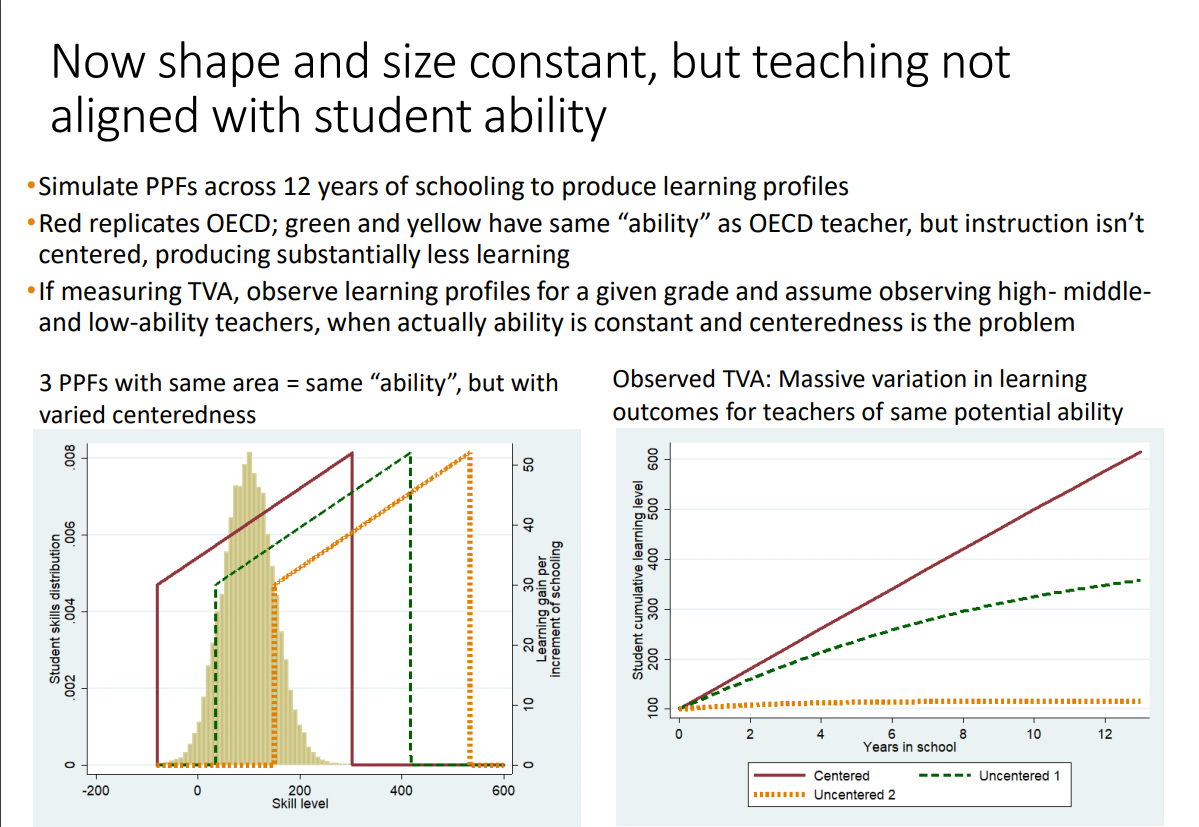 Now shape and size constant, but teaching not
aligned with student ability
•Simulate PPFs across 12 years of schooling to produce learning profiles
•Red replicates OECD; green and yellow have same “ability” as OECD teacher, but instruction isn’t
centered, producing substantially less learning
•If measuring TVA, observe learning profiles for a given grade and assume observing high- middle-
and low-ability teachers, when actually ability is constant and centeredness is the problem
3 PPFs with same area = same “ability”, but with
varied centeredness
Student skills distribution
0 .002 .004 .006 .008
-200 0 200 400 600
Skill level
0 10 20 30 40 50
Learning gain per
increment of schooling
Observed TVA: Massive variation in learning
outcomes for teachers of same potential ability
Student cumulative learning level
100 200 300 400 500 600
0 2 4 6 8 10 12
Years in school
Centered
Uncentered 1
Uncentered 2